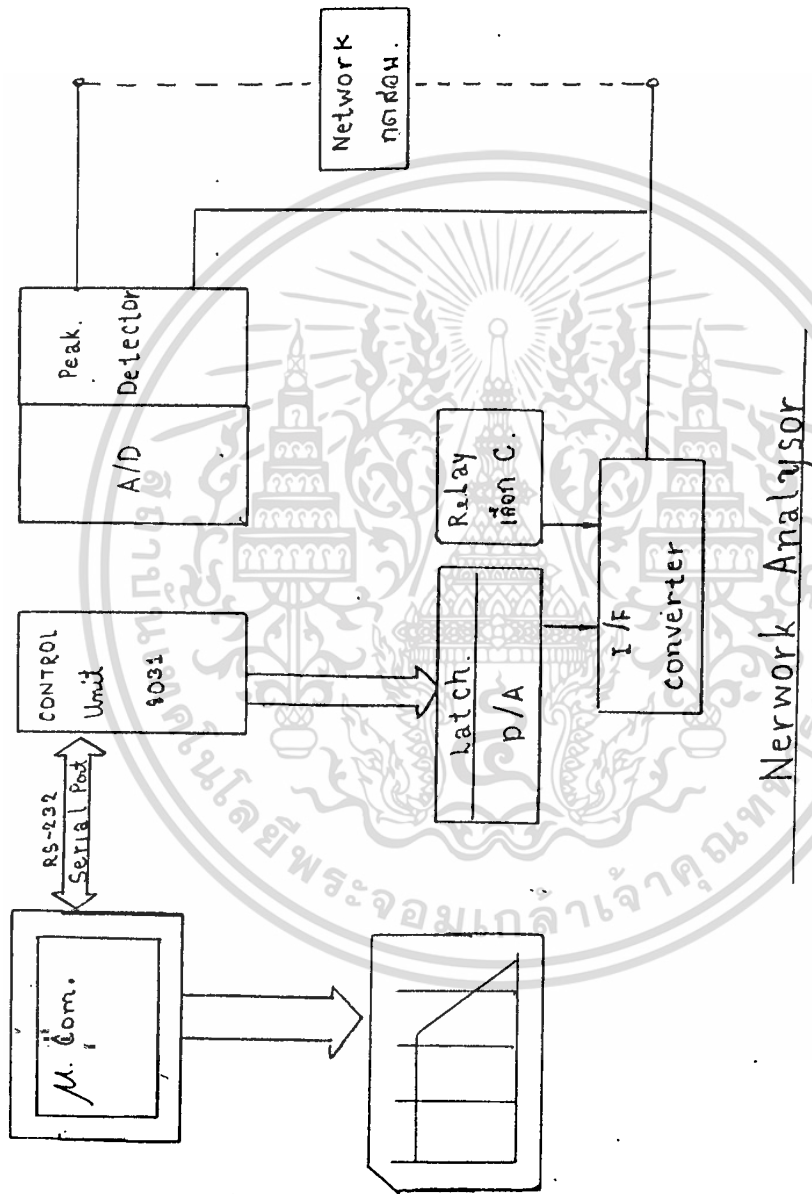 μ. Com.
RS-232
Serial Port
CONTROL
Unit
8031
A/D
Peak.
Detector
Network
ทดสอบ.
Latch.
D/A
Relay
เลือก C.
I/F
converter
Nerwork Analysor